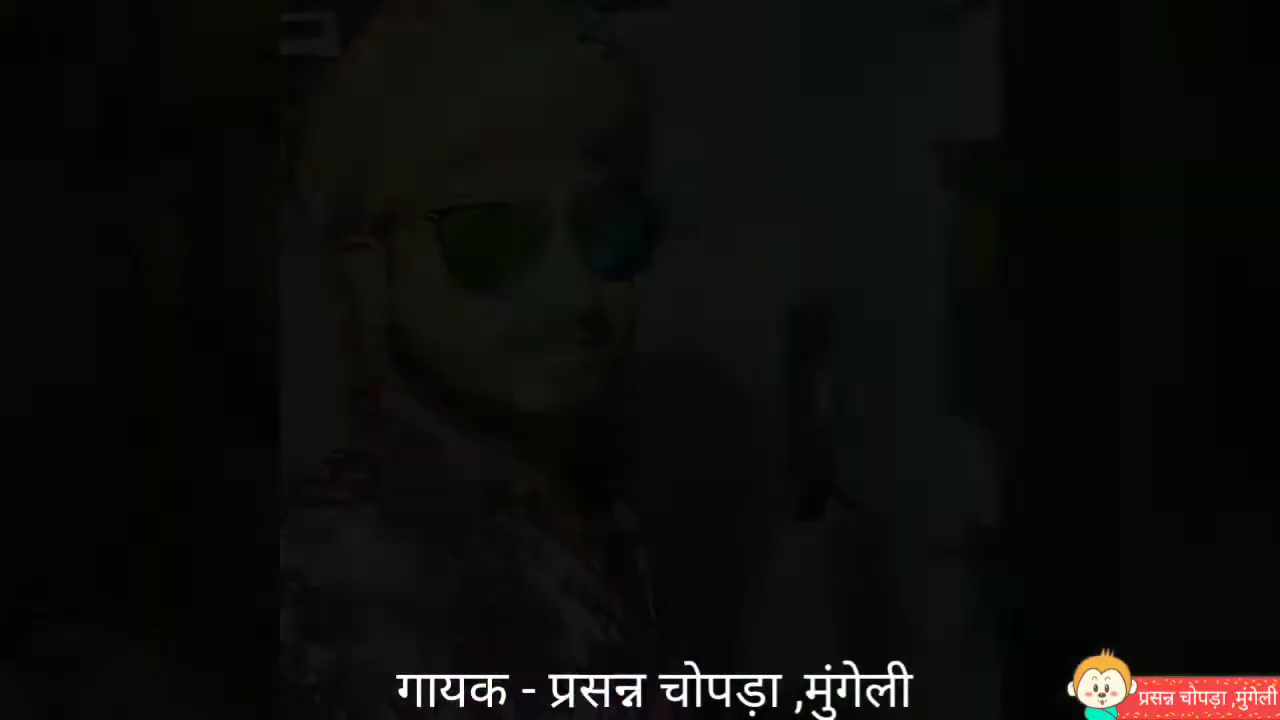 गायक - प्रसन्न चोपड़ा ,मुंगेली
प्रसन्न चोपड़ा ,मुंगेली